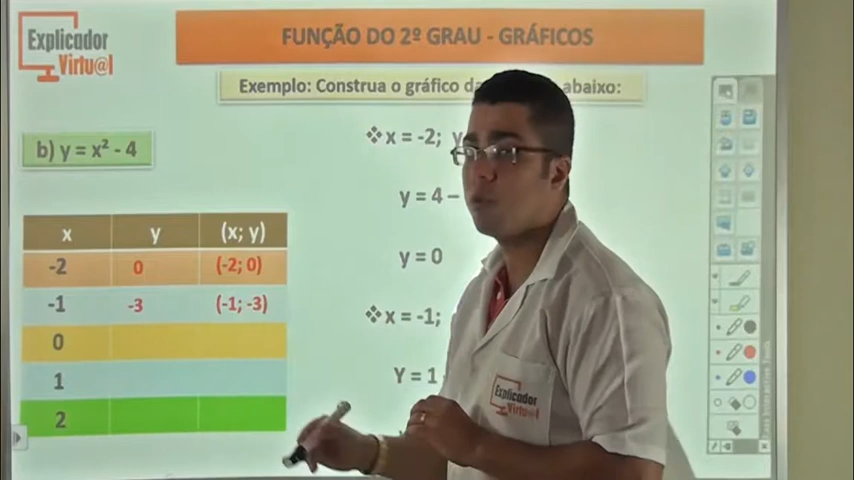 Explicador
Virtu@l
FUNÇÃO DO 2º GRAU - GRÁFICOS
Exemplo: Construa o gráfico da abaixo:
b) y = x² - 4
x y (x; y)
-2 0 (-2; 0)
-1 -3 (-1; -3)
0
1
2
❖x = -2; y
y = 4 –
y = 0
❖x = -1;
Y = 1
Explicador
Virtu@l